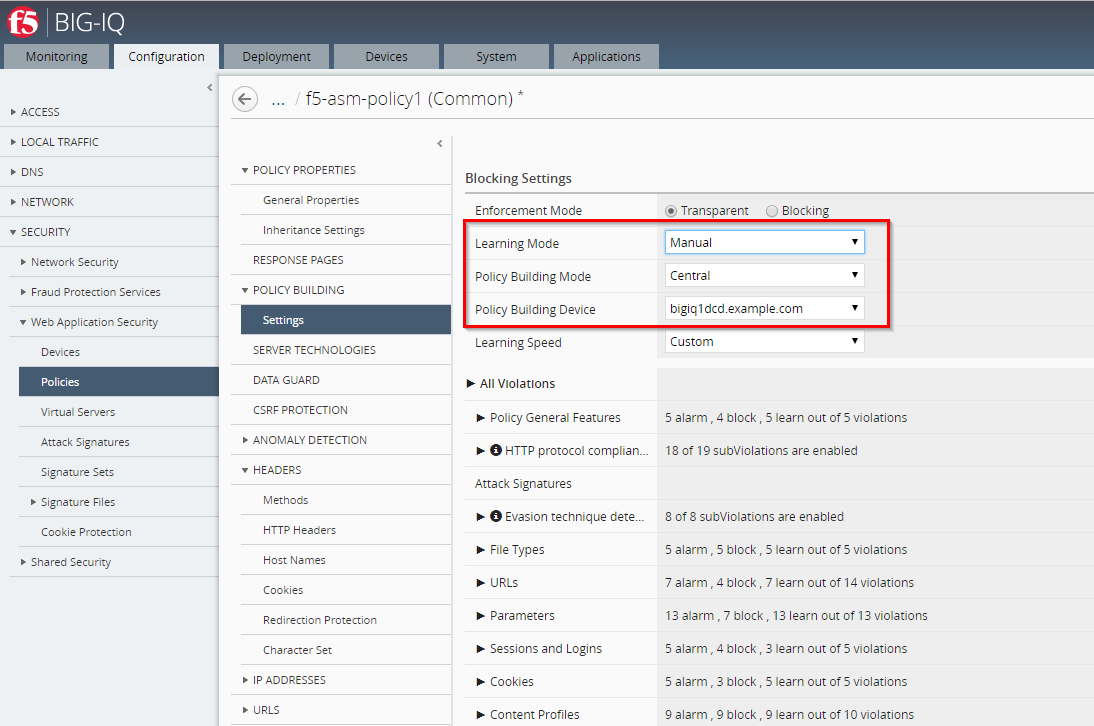 f5 BIG-IQ
Monitoring
Configuration
Deployment
Devices
System
Applications
ACCESS
LOCAL TRAFFIC
DNS
NETWORK
SECURITY
Network Security
Fraud Protection Services
Web Application Security
Devices
Policies
Virtual Servers
Attack Signatures
Signature Sets
Signature Files
Cookie Protection
Shared Security
... / f5-asm-policy1 (Common) *
POLICY PROPERTIES
General Properties
Inheritance Settings
RESPONSE PAGES
POLICY BUILDING
Settings
SERVER TECHNOLOGIES
DATA GUARD
CSRF PROTECTION
ANOMALY DETECTION
HEADERS
Methods
HTTP Headers
Host Names
Cookies
Redirection Protection
Character Set
IP ADDRESSES
URLS
Blocking Settings
Enforcement Mode Transparent Blocking
Learning Mode Manual
Policy Building Mode Central
Policy Building Device bigiq1dcd.example.com
Learning Speed Custom
All Violations
Policy General Features 5 alarm , 4 block , 5 learn out of 5 violations
HTTP protocol complian... 18 of 19 subViolations are enabled
Attack Signatures
Evasion technique dete... 8 of 8 subViolations are enabled
File Types 5 alarm , 5 block , 5 learn out of 5 violations
URLs 7 alarm , 4 block , 7 learn out of 14 violations
Parameters 13 alarm , 7 block , 13 learn out of 13 violations
Sessions and Logins 5 alarm , 4 block , 3 learn out of 5 violations
Cookies 5 alarm , 3 block , 5 learn out of 5 violations
Content Profiles 9 alarm , 9 block , 9 learn out of 10 violations